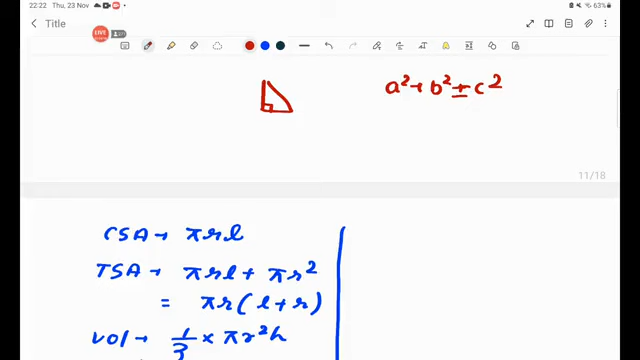 22:22 Thu, 23 Nov 63%
Title
LIVE
a² + b² + c²
11/18
CSA → πrl
TSA → πrl + πr²
= πr(l + r)
Vol → 1/3 × πr²h